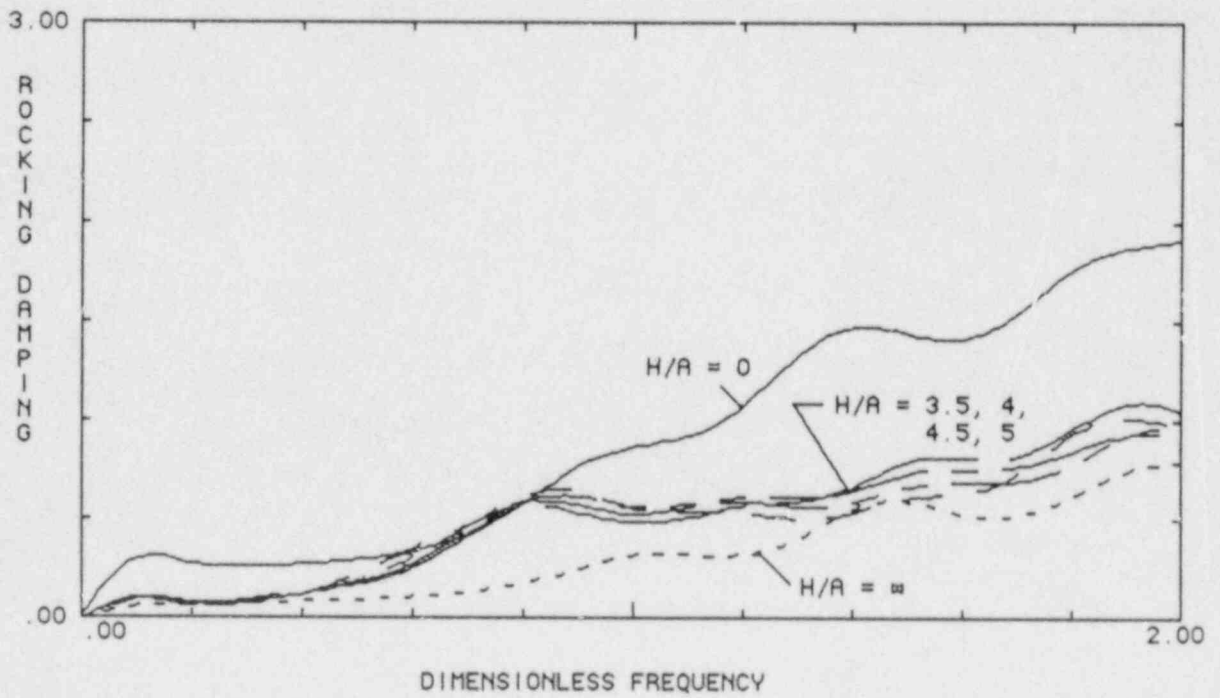 3.00
ROCKING DAMPING
H/A = 0
H/A = 3.5, 4,
4.5, 5
H/A = ∞
.00
.00
2.00
DIMENSIONLESS FREQUENCY